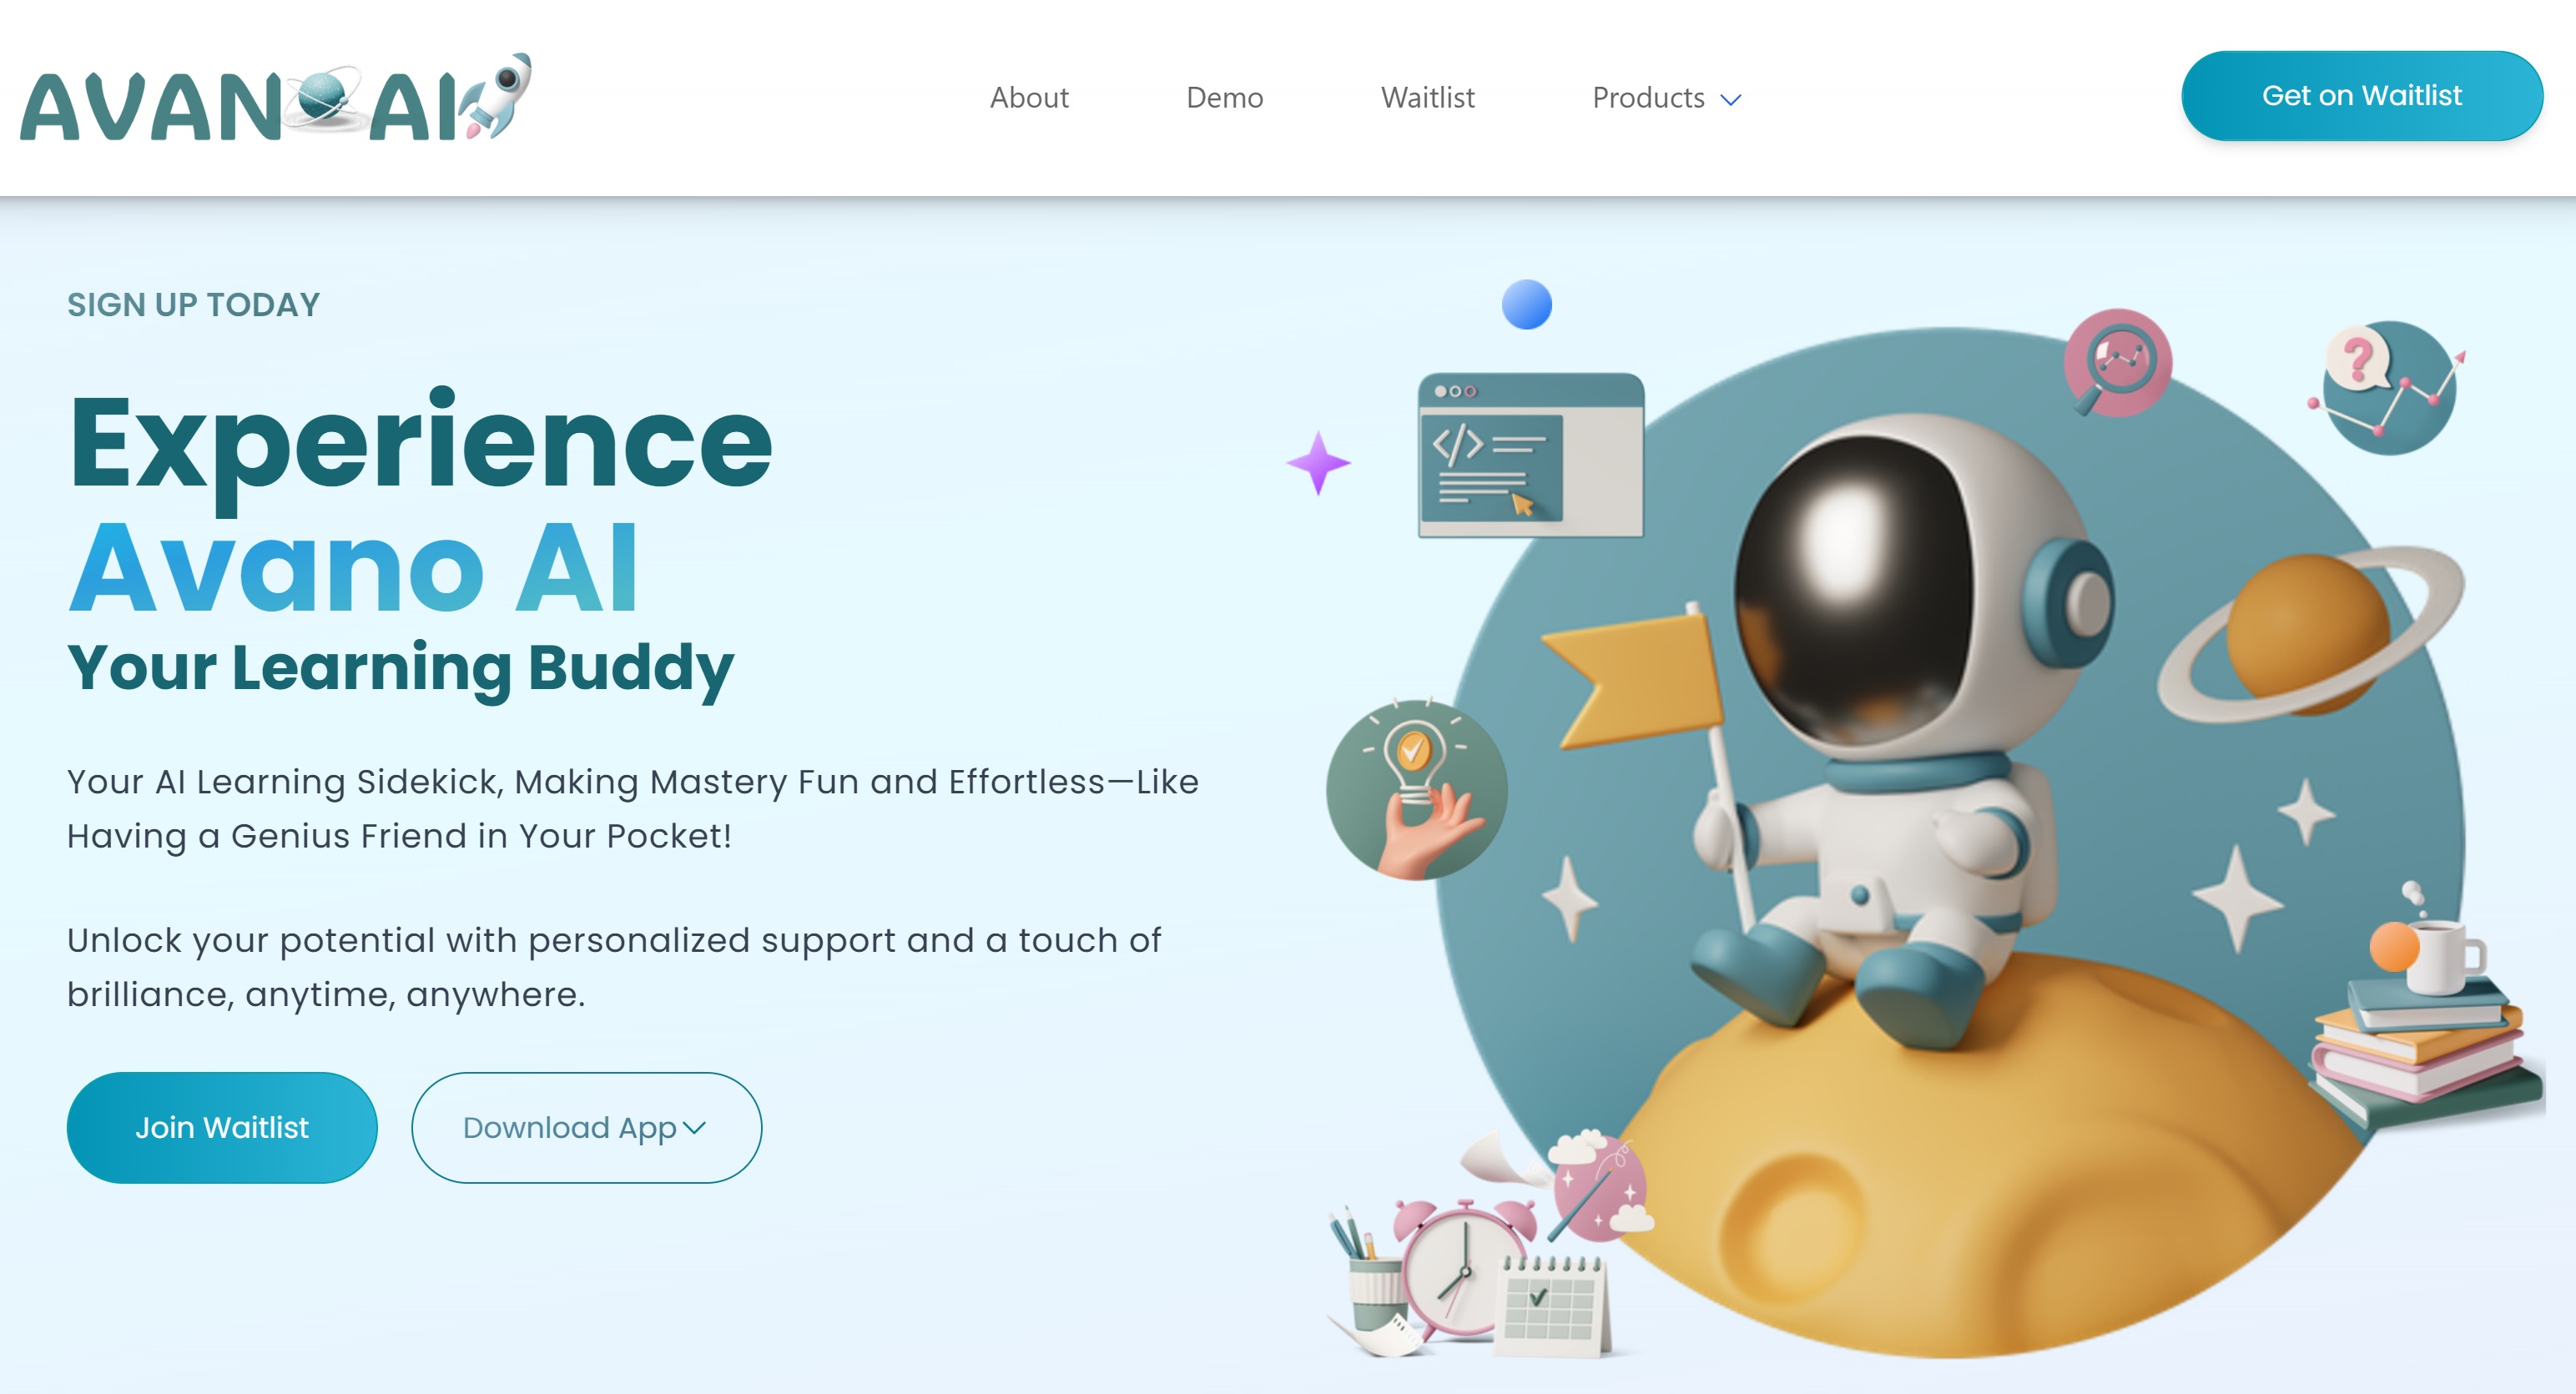 AVANO AI
About
Demo
Waitlist
Products
Get on Waitlist
SIGN UP TODAY
Experience
Avano AI
Your Learning Buddy
Your AI Learning Sidekick, Making Mastery Fun and Effortless—Like
Having a Genius Friend in Your Pocket!
Unlock your potential with personalized support and a touch of
brilliance, anytime, anywhere.
Join Waitlist
Download App
</>
?